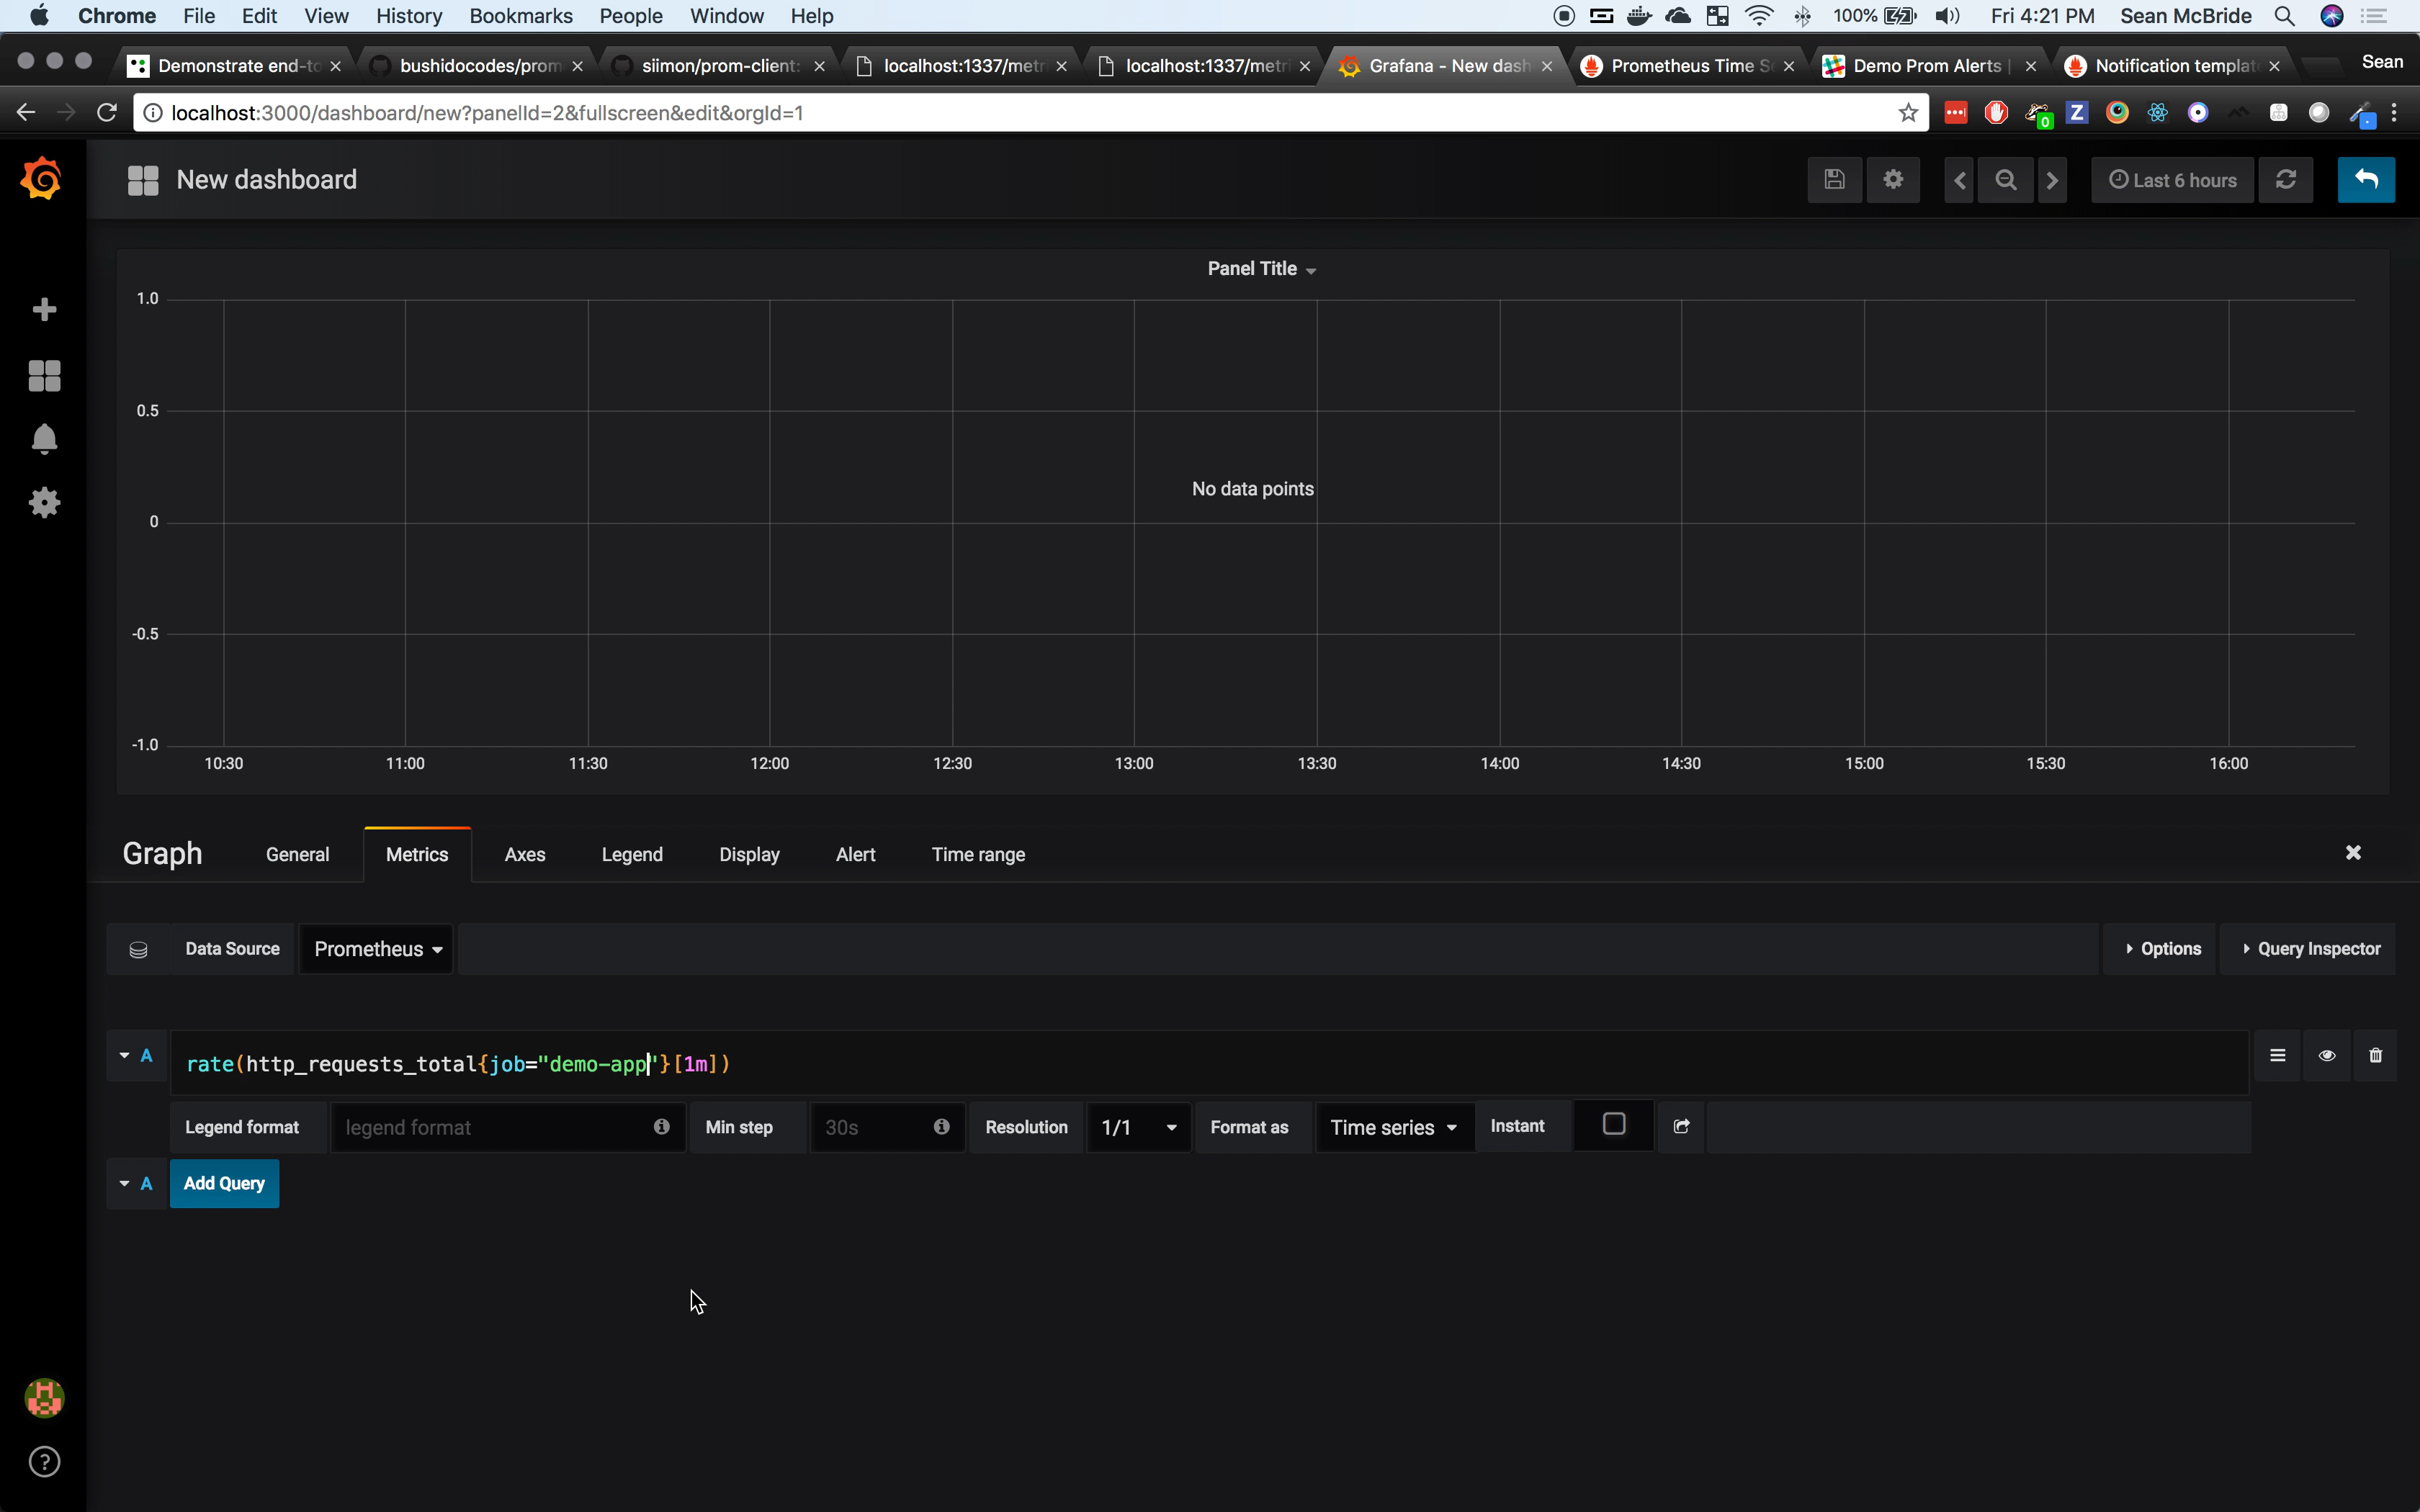 Chrome File Edit View History Bookmarks People Window Help 100% Fri 4:21 PM Sean McBride
Demonstrate end-to bushidocodes/prom siimon/prom-client: localhost:1337/metr localhost:1337/metri Grafana - New dash Prometheus Time S Demo Prom Alerts | Notification templat Sean
localhost:3000/dashboard/new?panelId=2&fullscreen&edit&orgId=1 0 Z
New dashboard Last 6 hours
Panel Title
1.0
0.5
No data points
0
-0.5
-1.0
10:30 11:00 11:30 12:00 12:30 13:00 13:30 14:00 14:30 15:00 15:30 16:00
Graph General Metrics Axes Legend Display Alert Time range
Data Source Prometheus Options Query Inspector
A rate(http_requests_total{job="demo-app"}[1m])
Legend format legend format Min step 30s Resolution 1/1 Format as Time series Instant
A Add Query